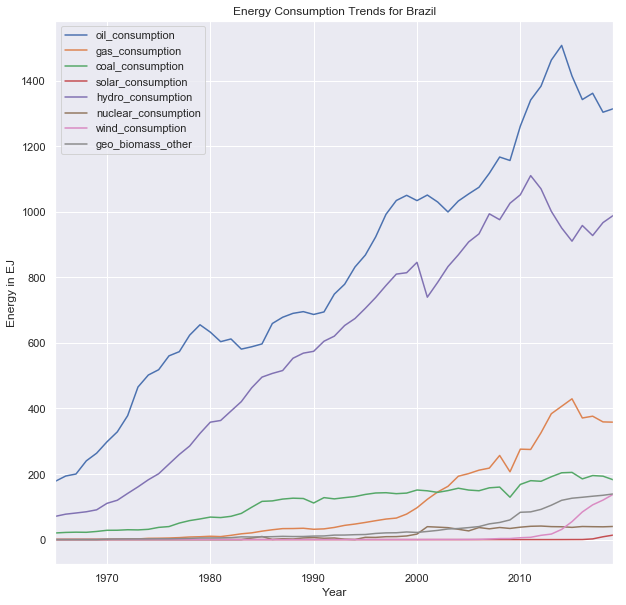 Energy Consumption Trends for Brazil
oil_consumption
gas_consumption
coal_consumption
solar_consumption
hydro_consumption
nuclear_consumption
wind_consumption
geo_biomass_other
1400
1200
1000
800
600
400
200
0
Energy in EJ
1970
1980
1990
2000
2010
Year